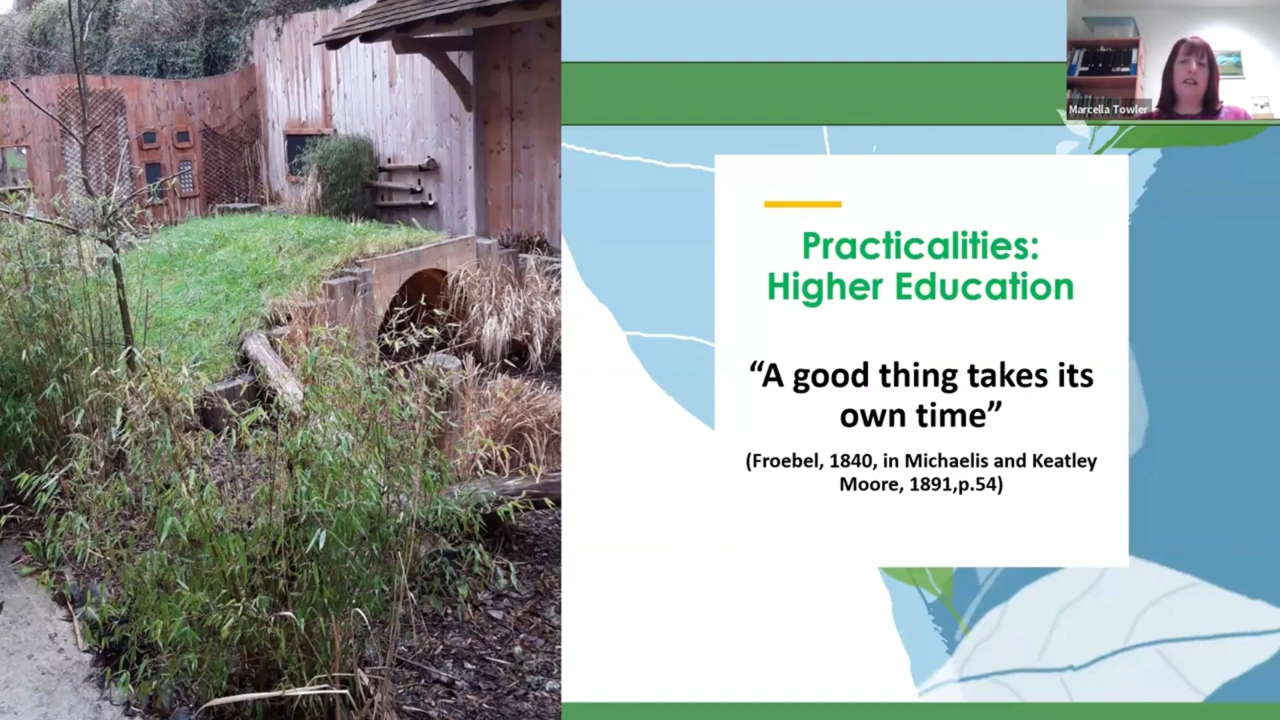 Marcella Towler
Practicalities:
Higher Education
“A good thing takes its
own time”
(Froebel, 1840, in Michaelis and Keatley
Moore, 1891,p.54)